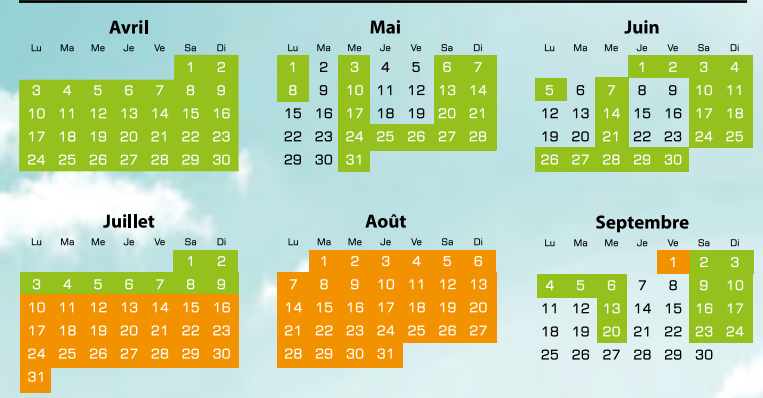 Avril
Lu Ma Me Je Ve Sa Di
1 2
3 4 5 6 7 8 9
10 11 12 13 14 15 16
17 18 19 20 21 22 23
24 25 26 27 28 29 30
Mai
Lu Ma Me Je Ve Sa Di
1 2 3 4 5 6 7
8 9 10 11 12 13 14
15 16 17 18 19 20 21
22 23 24 25 26 27 28
29 30 31
Juin
Lu Ma Me Je Ve Sa Di
1 2 3 4
5 6 7 8 9 10 11
12 13 14 15 16 17 18
19 20 21 22 23 24 25
26 27 28 29 30
Juillet
Lu Ma Me Je Ve Sa Di
1 2
3 4 5 6 7 8 9
10 11 12 13 14 15 16
17 18 19 20 21 22 23
24 25 26 27 28 29 30
31
Août
Lu Ma Me Je Ve Sa Di
1 2 3 4 5 6
7 8 9 10 11 12 13
14 15 16 17 18 19 20
21 22 23 24 25 26 27
28 29 30 31
Septembre
Lu Ma Me Je Ve Sa Di
1 2 3
4 5 6 7 8 9 10
11 12 13 14 15 16 17
18 19 20 21 22 23 24
25 26 27 28 29 30